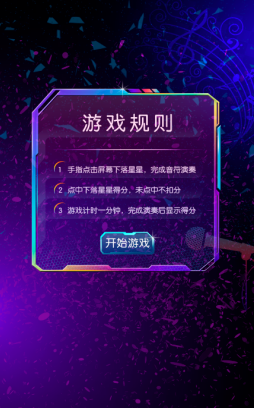 游戏规则
1 手指点击屏幕下落星星、完成音符演奏
2 点中下落星星得分、未点中不扣分
3 游戏计时一分钟、完成演奏后显示得分
开始游戏